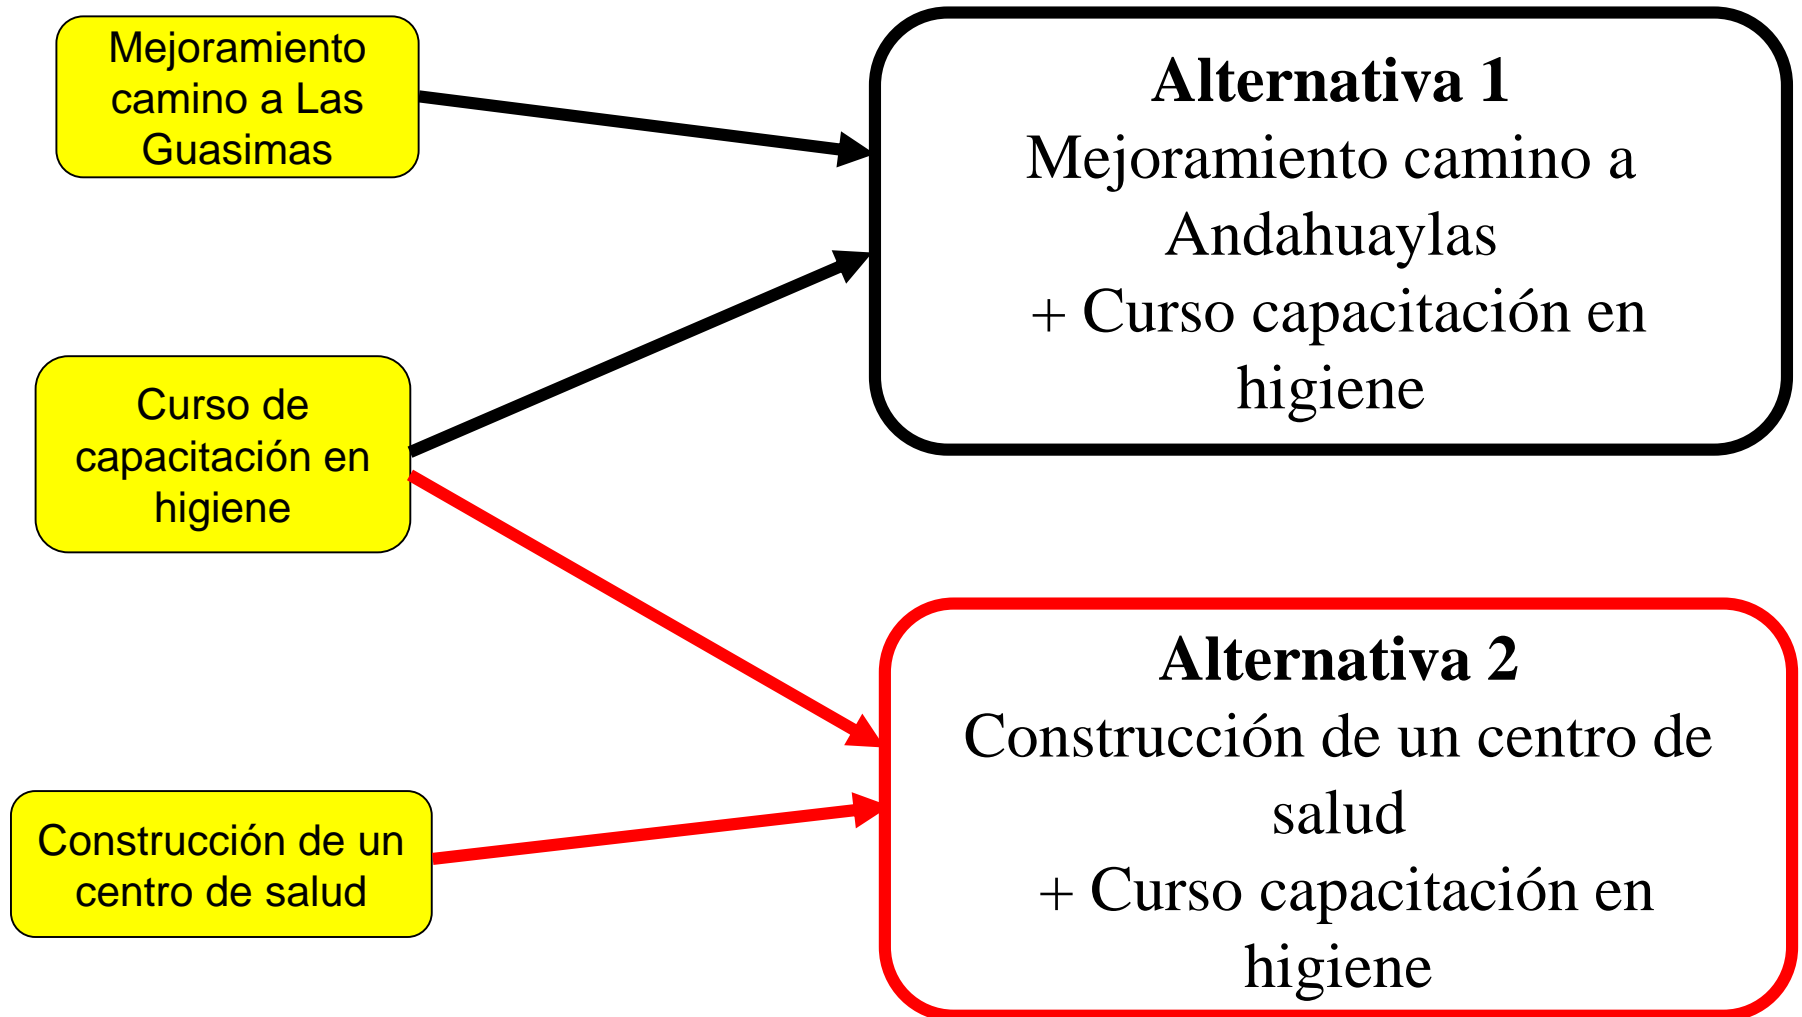 Mejoramiento
camino a Las
Guasimas
Curso de
capacitación en
higiene
Construcción de un
centro de salud
Alternativa 1
Mejoramiento camino a
Andahuaylas
+ Curso capacitación en
higiene
Alternativa 2
Construcción de un centro de
salud
+ Curso capacitación en
higiene